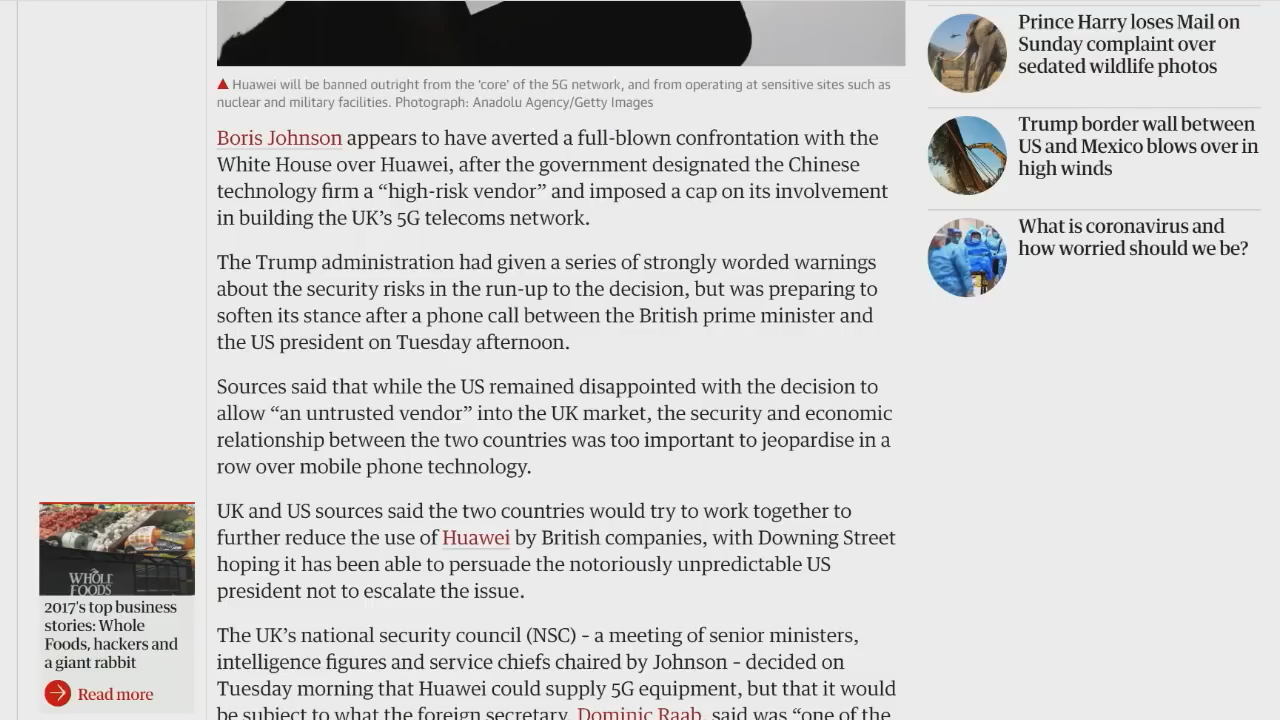 ▲ Huawei will be banned outright from the ‘core’ of the 5G network, and from operating at sensitive sites such as
nuclear and military facilities. Photograph: Anadolu Agency/Getty Images
Boris Johnson appears to have averted a full-blown confrontation with the
White House over Huawei, after the government designated the Chinese
technology firm a “high-risk vendor” and imposed a cap on its involvement
in building the UK’s 5G telecoms network.
The Trump administration had given a series of strongly worded warnings
about the security risks in the run-up to the decision, but was preparing to
soften its stance after a phone call between the British prime minister and
the US president on Tuesday afternoon.
Sources said that while the US remained disappointed with the decision to
allow “an untrusted vendor” into the UK market, the security and economic
relationship between the two countries was too important to jeopardise in a
row over mobile phone technology.
UK and US sources said the two countries would try to work together to
further reduce the use of Huawei by British companies, with Downing Street
hoping it has been able to persuade the notoriously unpredictable US
president not to escalate the issue.
The UK’s national security council (NSC) – a meeting of senior ministers,
intelligence figures and service chiefs chaired by Johnson – decided on
Tuesday morning that Huawei could supply 5G equipment, but that it would
be subject to what the foreign secretary, Dominic Raab, said was “one of the
WHOLE
FOODS
2017's top business
stories: Whole
Foods, hackers and
a giant rabbit
Read more
Prince Harry loses Mail on
Sunday complaint over
sedated wildlife photos
Trump border wall between
US and Mexico blows over in
high winds
What is coronavirus and
how worried should we be?